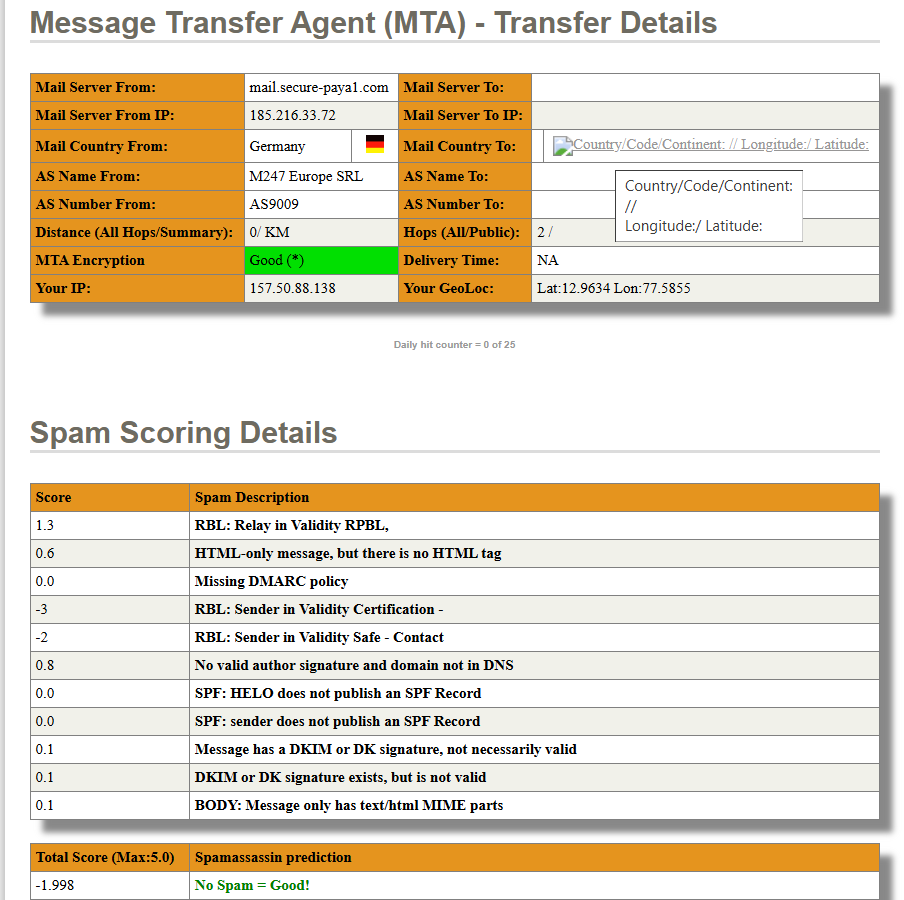 Message Transfer Agent (MTA) - Transfer Details
Mail Server From: mail.secure-paya1.com Mail Server To:
Mail Server From IP: 185.216.33.72 Mail Server To IP:
Mail Country From: Germany Mail Country To: Country/Code/Continent: // Longitude:/ Latitude:
AS Name From: M247 Europe SRL AS Name To:
Country/Code/Continent:
//
Longitude:/ Latitude:
AS Number From: AS9009 AS Number To:
Distance (All Hops/Summary): 0/ KM Hops (All/Public): 2 /
MTA Encryption Good (*) Delivery Time: NA
Your IP: 157.50.88.138 Your GeoLoc: Lat:12.9634 Lon:77.5855
Daily hit counter = 0 of 25
Spam Scoring Details
Score Spam Description
1.3 RBL: Relay in Validity RPBL,
0.6 HTML-only message, but there is no HTML tag
0.0 Missing DMARC policy
-3 RBL: Sender in Validity Certification -
-2 RBL: Sender in Validity Safe - Contact
0.8 No valid author signature and domain not in DNS
0.0 SPF: HELO does not publish an SPF Record
0.0 SPF: sender does not publish an SPF Record
0.1 Message has a DKIM or DK signature, not necessarily valid
0.1 DKIM or DK signature exists, but is not valid
0.1 BODY: Message only has text/html MIME parts
Total Score (Max:5.0) Spamassassin prediction
-1.998 No Spam = Good!